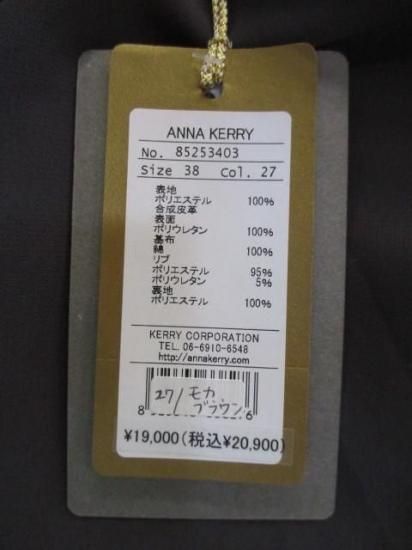 ANNA KERRY
No. 85253403
Size 38 Col. 27
表地
ポリエステル 100%
合成皮革
表面
ポリウレタン 100%
基布
綿 100%
リブ
ポリエステル 95%
ポリウレタン 5%
裏地
ポリエステル 100%
KERRY CORPORATION
TEL. 06-6910-6548
http://annakerry.com
27/モカ
ブラウン
8 6
¥19,000(税込¥20,900)